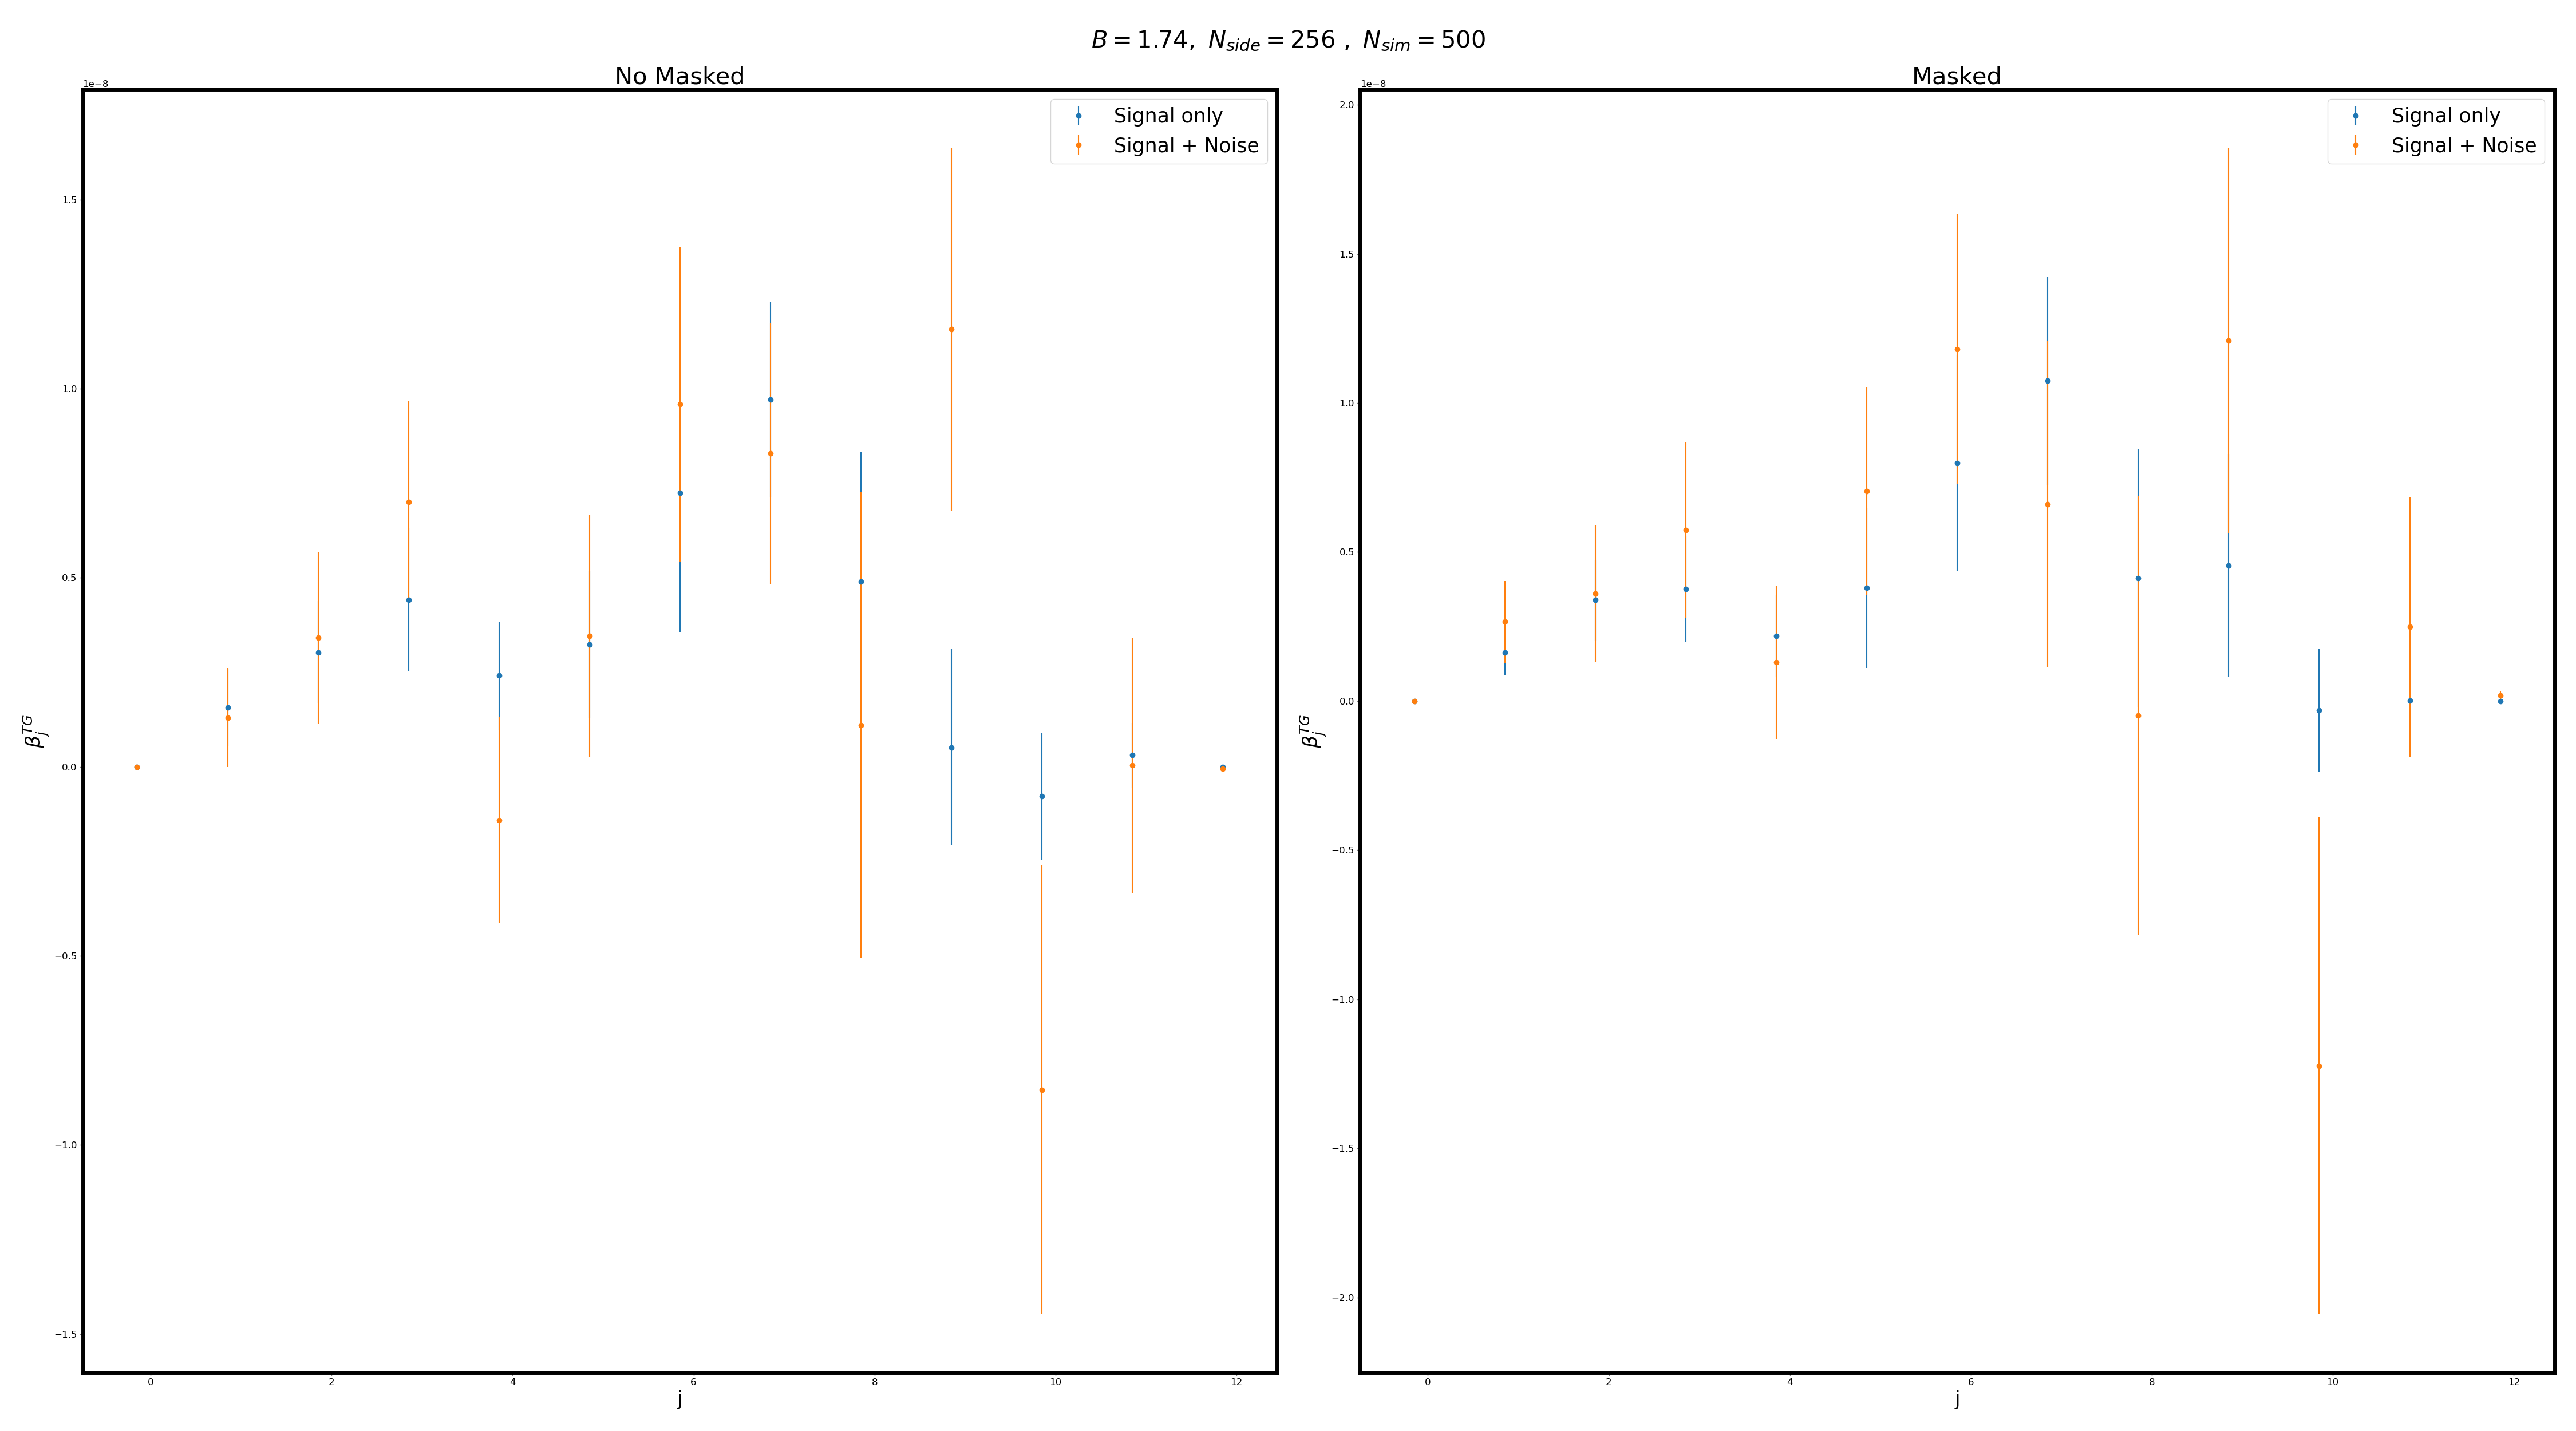 B = 1.74, N_side = 256 , N_sim = 500
No Masked
1e−8
Signal only
Signal + Noise
1.5
1.0
0.5
0.0
−0.5
−1.0
−1.5
β_j^TG
0 2 4 6 8 10 12
j
Masked
1e−8
Signal only
Signal + Noise
2.0
1.5
1.0
0.5
0.0
−0.5
−1.0
−1.5
−2.0
β_j^TG
0 2 4 6 8 10 12
j